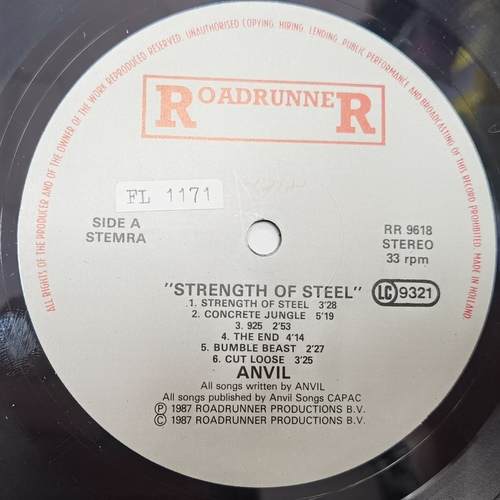 ALL RIGHTS OF THE PRODUCER AND OF THE OWNER OF THE WORK REPRODUCED RESERVED. UNAUTHORISED COPYING, HIRING, LENDING, PUBLIC PERFORMANCE AND BROADCASTING OF THIS RECORD PROHIBITED. MADE IN HOLLAND.
ROADRUNNER
FL 1171
SIDE A
STEMRA
RR 9618
STEREO
33 rpm
"STRENGTH OF STEEL"
LC 9321
1. STRENGTH OF STEEL 3'28
2. CONCRETE JUNGLE 5'19
3. 925 2'53
4. THE END 4'14
5. BUMBLE BEAST 2'27
6. CUT LOOSE 3'25
ANVIL
All songs written by ANVIL
All songs published by Anvil Songs CAPAC
Ⓟ 1987 ROADRUNNER PRODUCTIONS B.V.
© 1987 ROADRUNNER PRODUCTIONS B.V.